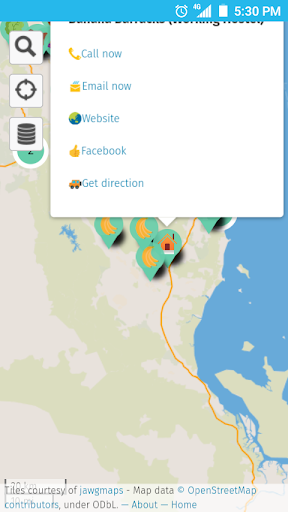 5:30 PM
4G
Banana Barracks (Working Hostel)
Call now
Email now
Website
Facebook
Get direction
2
Tiles courtesy of jawgmaps - Map data © OpenStreetMap
contributors, under ODbL. — About — Home